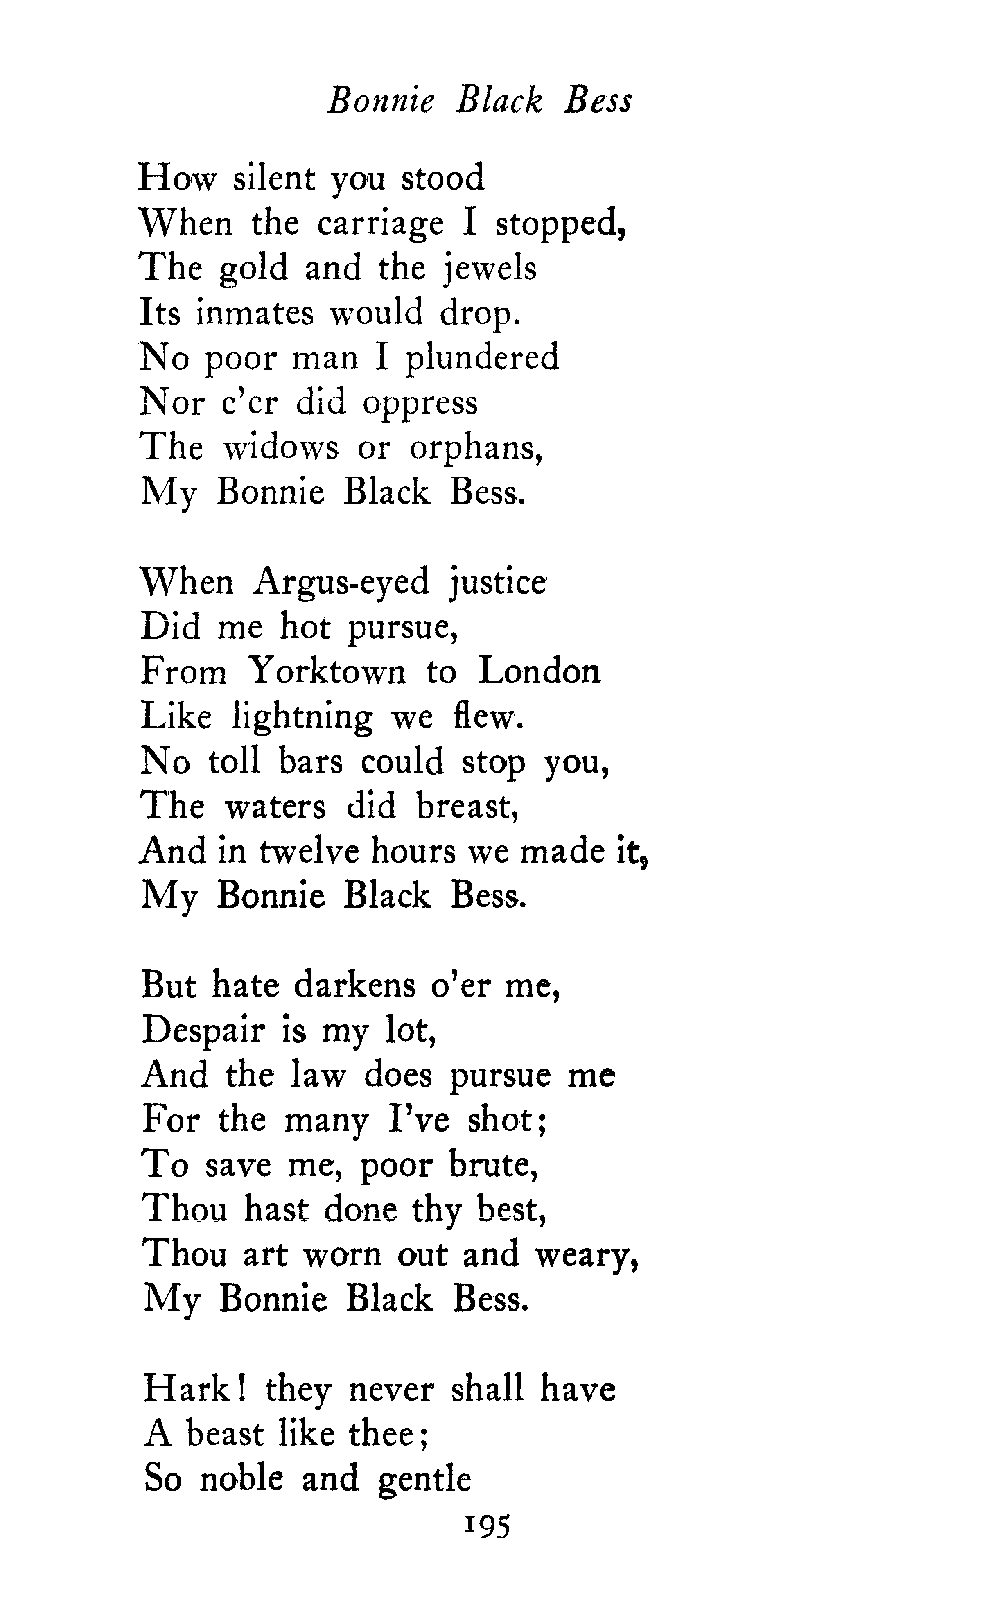 Bonnie Black Bess
How silent you stood
When the carriage I stopped,
The gold and the jewels
Its inmates would drop.
No poor man I plundered
Nor e'er did oppress
The widows or orphans,
My Bonnie Black Bess.
When Argus-eyed justice
Did me hot pursue,
From Yorktown to London
Like lightning we flew.
No toll bars could stop you,
The waters did breast,
And in twelve hours we made it,
My Bonnie Black Bess.
But hate darkens o'er me,
Despair is my lot,
And the law does pursue me
For the many I've shot;
To save me, poor brute,
Thou hast done thy best,
Thou art worn out and weary,
My Bonnie Black Bess.
Hark! they never shall have
A beast like thee;
So noble and gentle
195